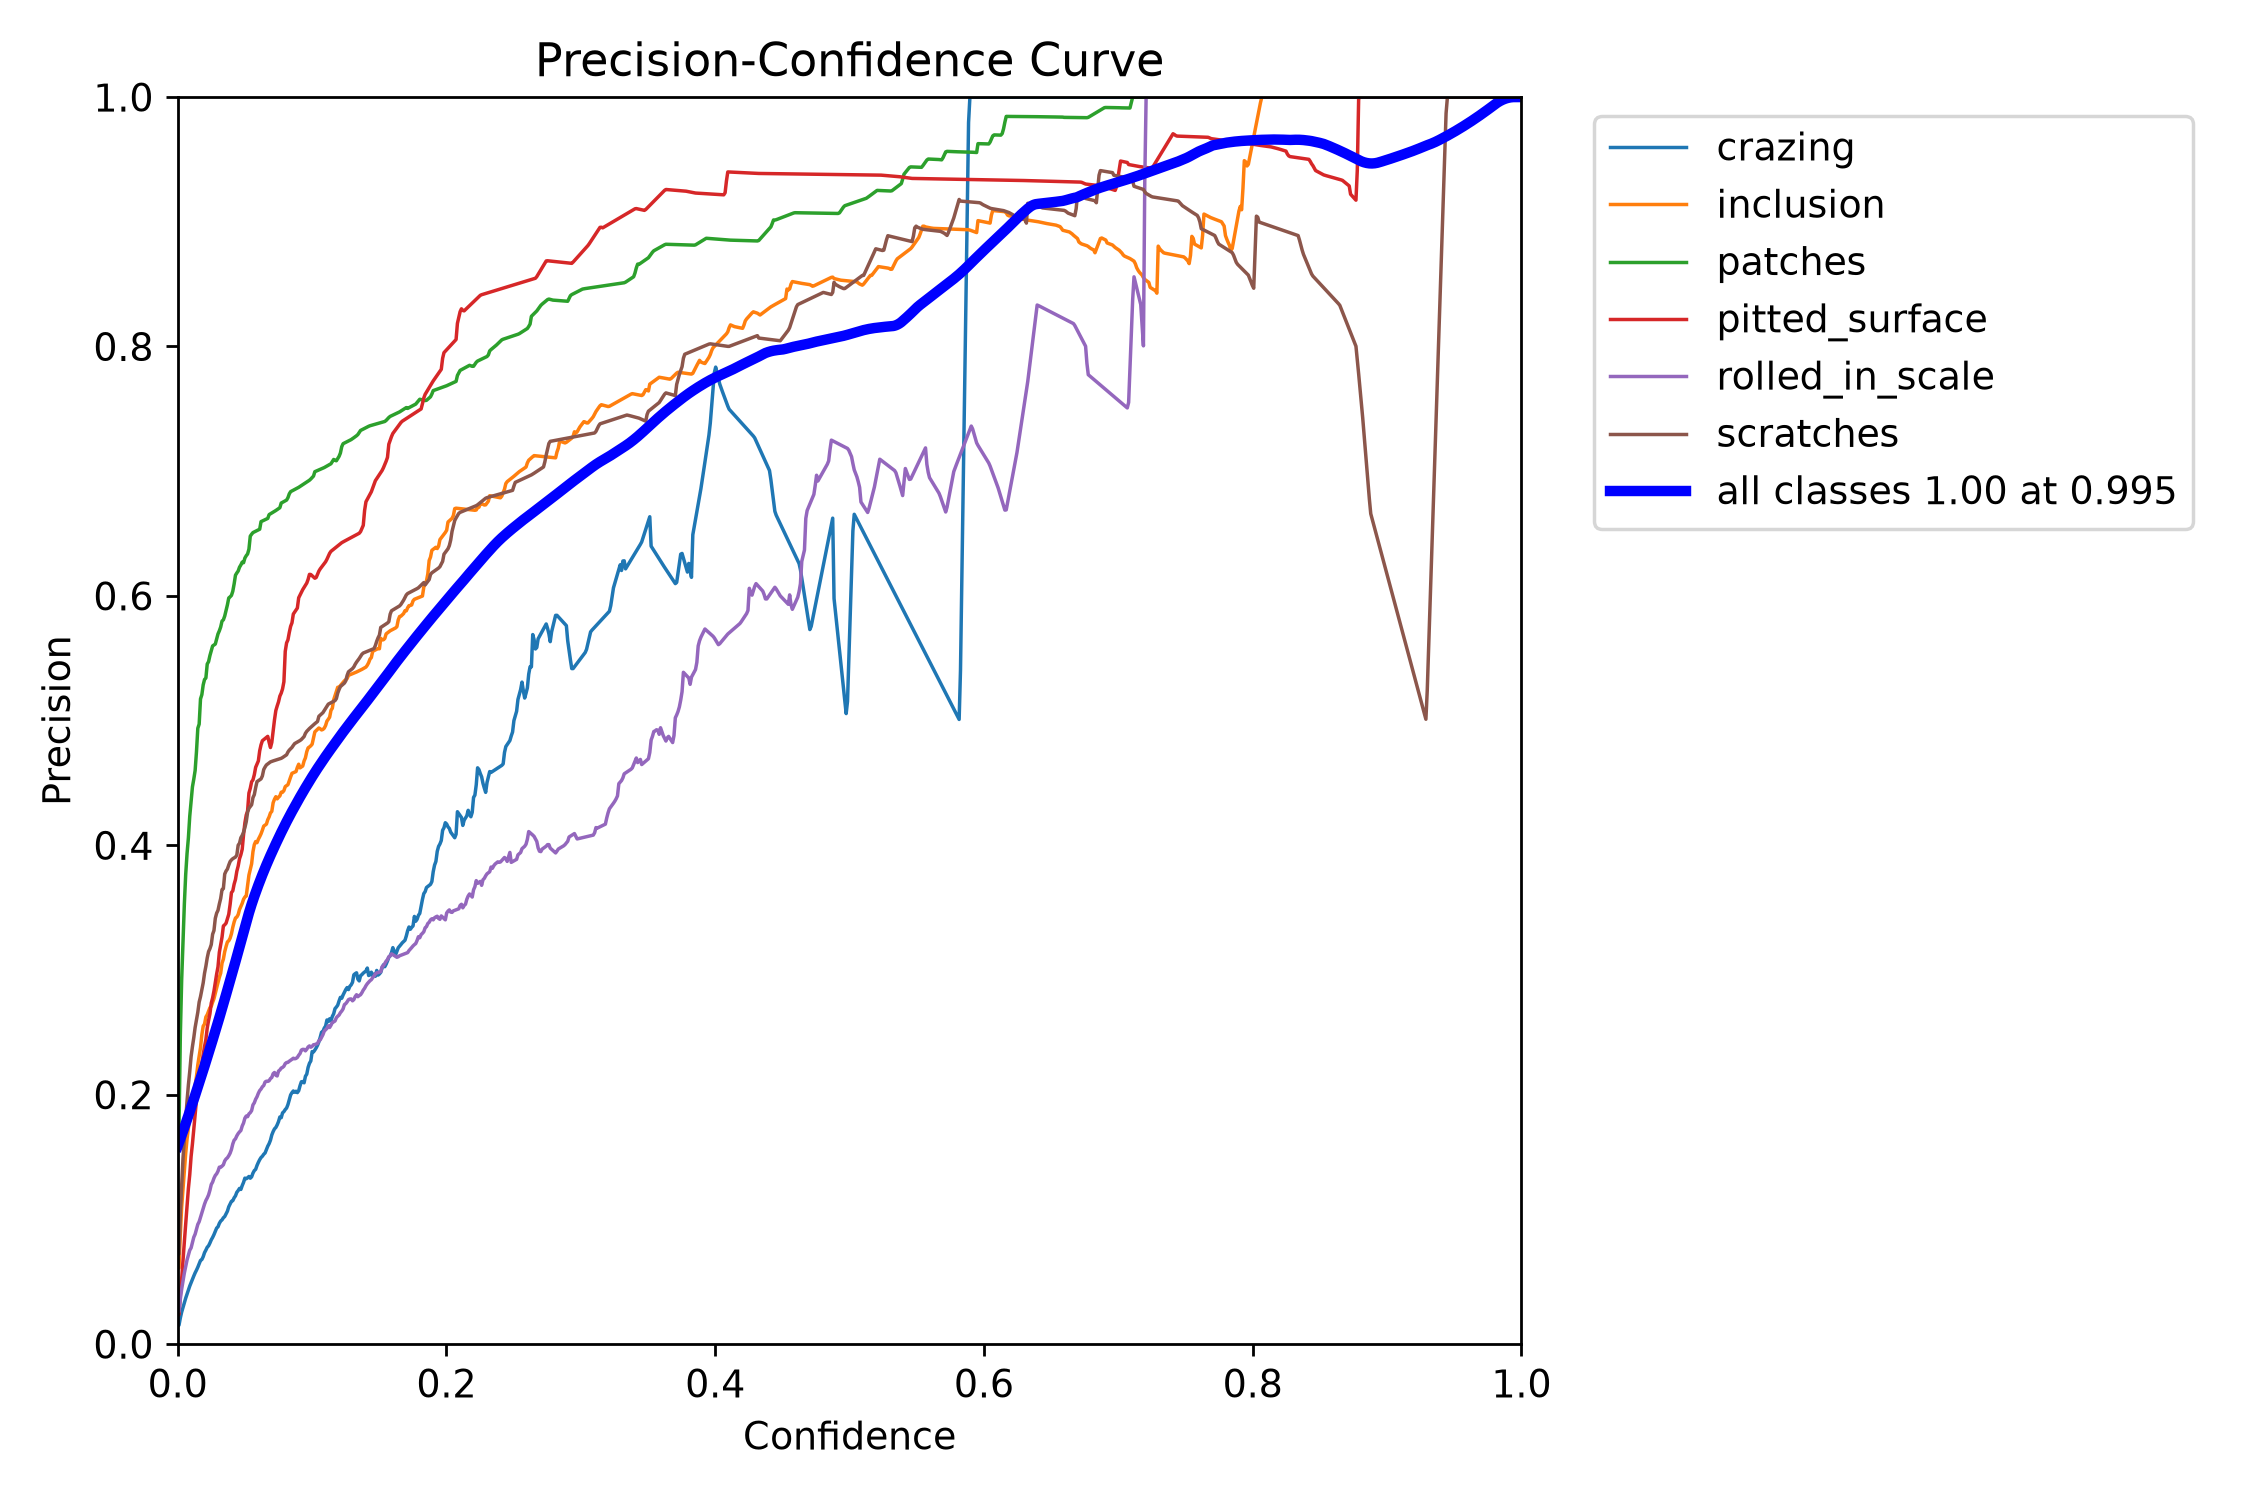 Precision-Confidence Curve
1.0
0.8
0.6
0.4
0.2
0.0
Precision
0.0 0.2 0.4 0.6 0.8 1.0
Confidence
crazing
inclusion
patches
pitted_surface
rolled_in_scale
scratches
all classes 1.00 at 0.995